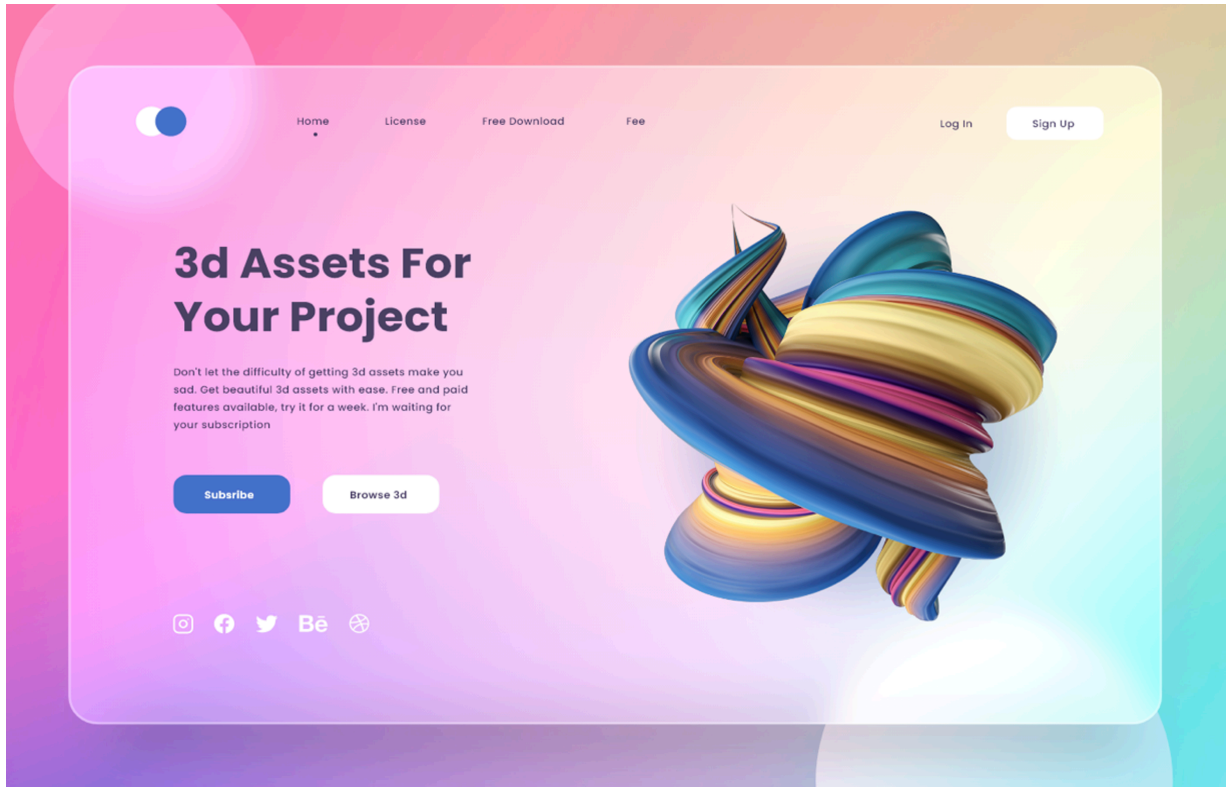 Home License Free Download Fee Log In Sign Up
3d Assets For
Your Project
Don't let the difficulty of getting 3d assets make you
sad. Get beautiful 3d assets with ease. Free and paid
features available, try it for a week. I'm waiting for
your subscription
Subsribe Browse 3d
Bē